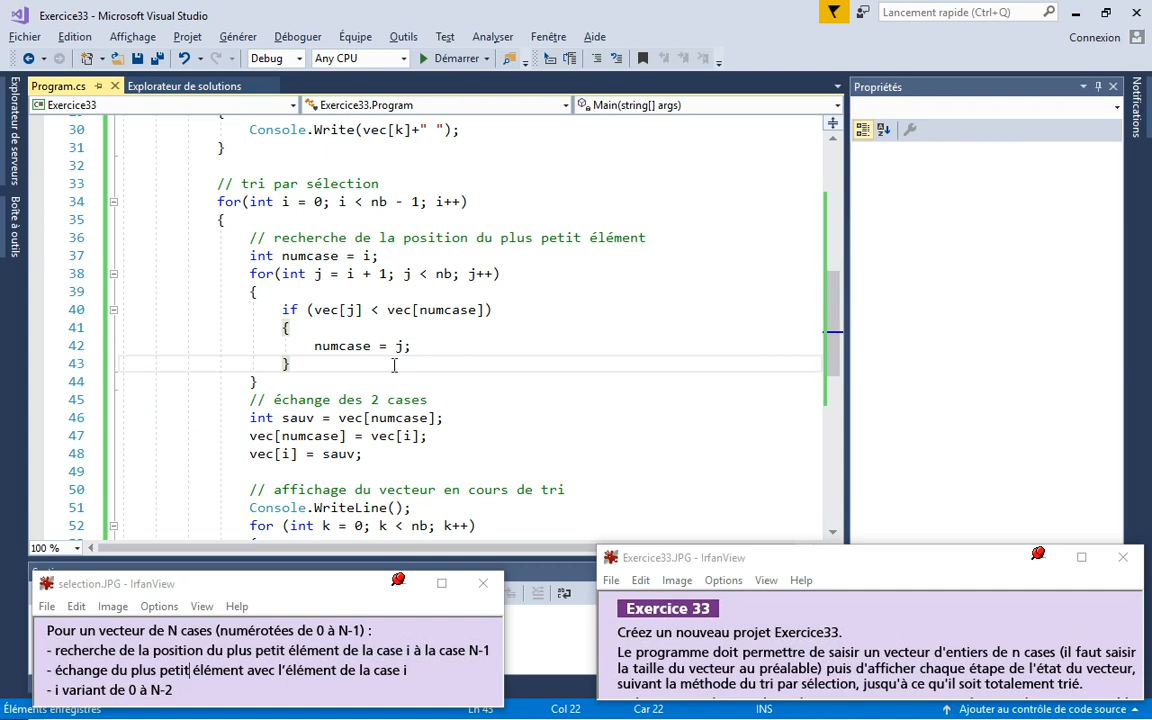 Exercice33 - Microsoft Visual Studio
Lancement rapide (Ctrl+Q)
Fichier Edition Affichage Projet Générer Déboguer Équipe Outils Test Analyser Fenêtre Aide
Connexion
Debug Any CPU Démarrer
Program.cs Explorateur de solutions
Propriétés
Explorateur de serveurs
Boîte à outils
Notifications
Exercice33 Exercice33.Program Main(string[] args)
30 Console.Write(vec[k]+" ");
31 }
32
33 // tri par sélection
34 for(int i = 0; i < nb - 1; i++)
35 {
36 // recherche de la position du plus petit élément
37 int numcase = i;
38 for(int j = i + 1; j < nb; j++)
39 {
40 if (vec[j] < vec[numcase])
41 {
42 numcase = j;
43 }
44 }
45 // échange des 2 cases
46 int sauv = vec[numcase];
47 vec[numcase] = vec[i];
48 vec[i] = sauv;
49
50 // affichage du vecteur en cours de tri
51 Console.WriteLine();
52 for (int k = 0; k < nb; k++)
100 %
selection.JPG - IrfanView
File Edit Image Options View Help
Pour un vecteur de N cases (numérotées de 0 à N-1) :
- recherche de la position du plus petit élément de la case i à la case N-1
- échange du plus petit élément avec l'élément de la case i
- i variant de 0 à N-2
Exercice33.JPG - IrfanView
File Edit Image Options View Help
Exercice 33
Créez un nouveau projet Exercice33.
Le programme doit permettre de saisir un vecteur d'entiers de n cases (il faut saisir
la taille du vecteur au préalable) puis d'afficher chaque étape de l'état du vecteur,
suivant la méthode du tri par sélection, jusqu'à ce qu'il soit totalement trié.
Éléments enregistrés Ln 43 Col 22 Car 22 INS Ajouter au contrôle de code source